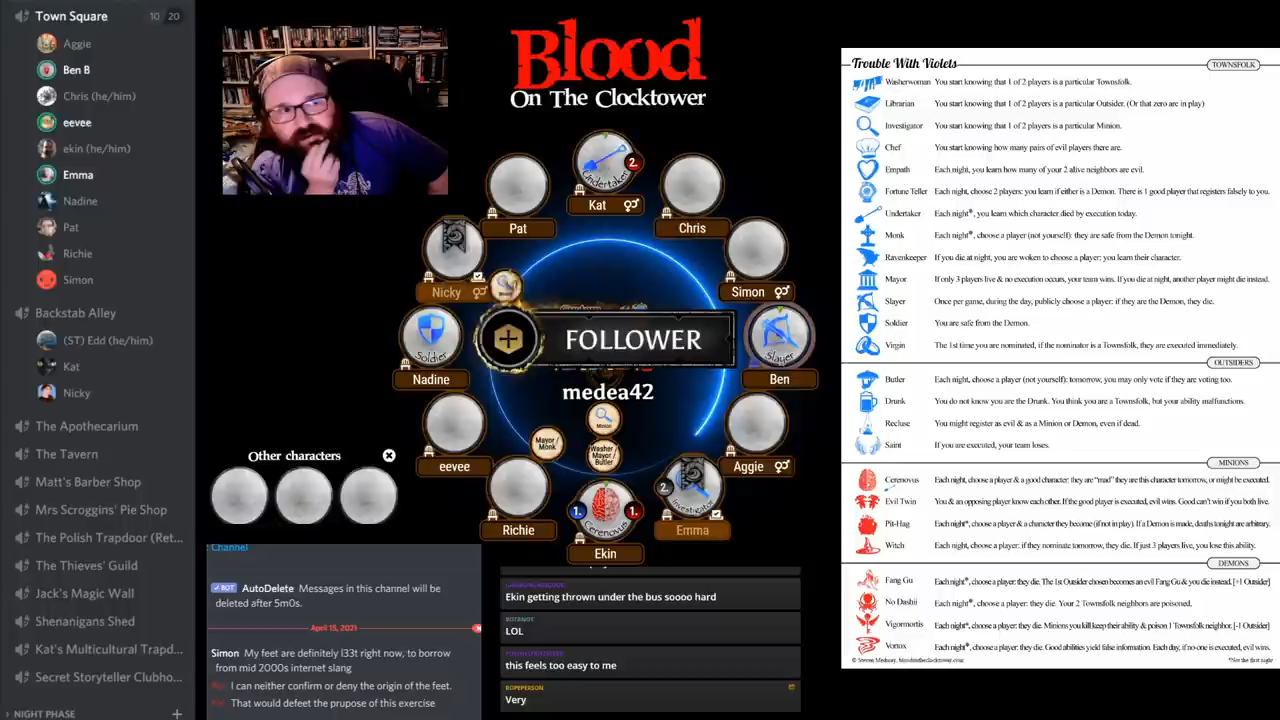 Town Square 10 20
Aggie
Ben B
Chris (he/him)
eevee
ekin (he/him)
Emma
Nadine
Pat
Richie
Simon
Backstab Alley
(ST) Edd (he/him)
Kat
Nicky
The Apothecarium
The Tavern
Matt's Barber Shop
Mrs Scroggins' Pie Shop
The Polish Trapdoor (Ret...
The Thieves' Guild
Jack's Magic Wall
Shenanigans Shed
Kat's Multicultural Trapd...
Secret Storyteller Clubho...
NIGHT PHASE
Blood
On The Clocktower
Undertaker
2.
Kat
Pat
Chris
Nicky
Simon
Soldier
Nadine
FOLLOWER
medea42
Slayer
Ben
Minion
Mayor/
Monk
Washer/
Mayor/
Butler
eevee
Aggie
Richie
1.
Cerenovus
1.
Ekin
2.
Investigator
Emma
Other characters
Channel
BOT AutoDelete Messages in this channel will be
deleted after 5m0s.
April 15, 2021
Simon My feet are definitely l33t right now, to borrow
from mid 2000s internet slang
I can neither confirm or deny the origin of the feet.
That would defeat the prupose of this exercise
Ekin getting thrown under the bus soooo hard
LOL
this feels too easy to me
ROPEPERSON
Very
Trouble With Violets
TOWNSFOLK
Washerwoman You start knowing that 1 of 2 players is a particular Townsfolk.
Librarian You start knowing that 1 of 2 players is a particular Outsider. (Or that zero are in play)
Investigator You start knowing that 1 of 2 players is a particular Minion.
Chef You start knowing how many pairs of evil players there are.
Empath Each night, you learn how many of your 2 alive neighbors are evil.
Fortune Teller Each night, choose 2 players: you learn if either is a Demon. There is 1 good player that registers falsely to you.
Undertaker Each night*, you learn which character died by execution today.
Monk Each night*, choose a player (not yourself): they are safe from the Demon tonight.
Ravenkeeper If you die at night, you are woken to choose a player: you learn their character.
Mayor If only 3 players live & no execution occurs, your team wins. If you die at night, another player might die instead.
Slayer Once per game, during the day, publicly choose a player: if they are the Demon, they die.
Soldier You are safe from the Demon.
Virgin The 1st time you are nominated, if the nominator is a Townsfolk, they are executed immediately.
OUTSIDERS
Butler Each night, choose a player (not yourself): tomorrow, you may only vote if they are voting too.
Drunk You do not know you are the Drunk. You think you are a Townsfolk, but your ability malfunctions.
Recluse You might register as evil & as a Minion or Demon, even if dead.
Saint If you are executed, your team loses.
MINIONS
Cerenovus Each night, choose a player & a good character: they are “mad” they are this character tomorrow, or might be executed.
Evil Twin You & an opposing player know each other. If the good player is executed, evil wins. Good can't win if you both live.
Pit-Hag Each night*, choose a player & a character they become (if not in play). If a Demon is made, deaths tonight are arbitrary.
Witch Each night, choose a player: if they nominate tomorrow, they die. If just 3 players live, you lose this ability.
DEMONS
Fang Gu Each night*, choose a player: they die. The 1st Outsider chosen becomes an evil Fang Gu & you die instead. [+1 Outsider]
No Dashii Each night*, choose a player: they die. Your 2 Townsfolk neighbors are poisoned.
Vigormortis Each night*, choose a player: they die. Minions you kill keep their ability & poison 1 Townsfolk neighbor. [-1 Outsider]
Vortox Each night*, choose a player: they die. Good abilities yield false information. Each day, if no-one is executed, evil wins.
© Steven Medway, bloodontheclocktower.com
*Not the first night